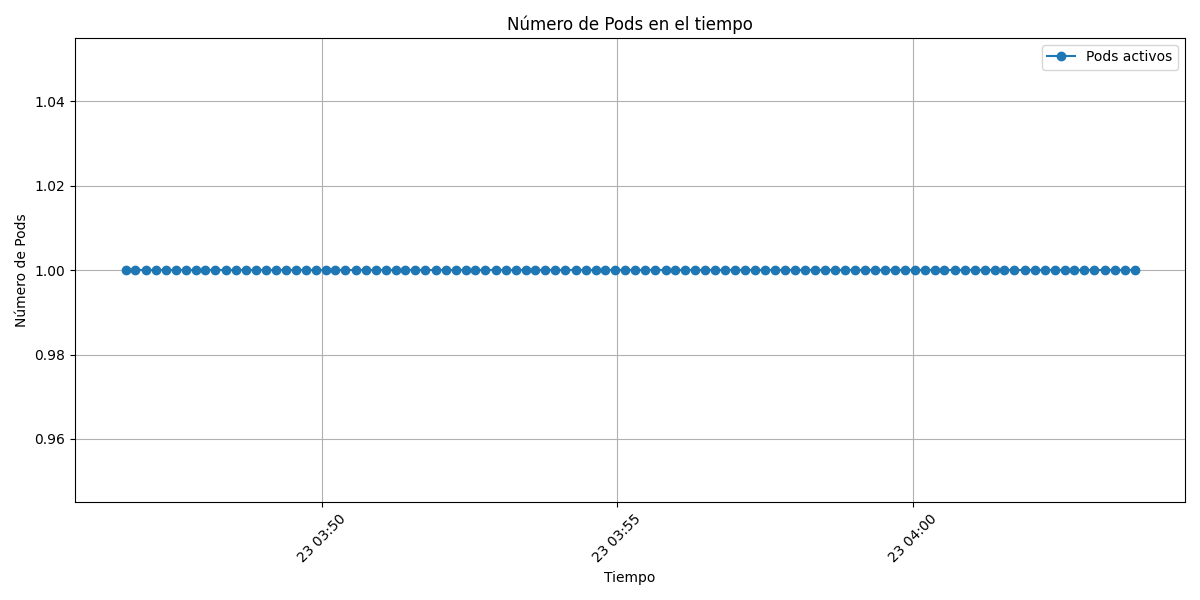 Número de Pods en el tiempo
Pods activos
1.04
1.02
1.00
0.98
0.96
Número de Pods
23 03:50
23 03:55
23 04:00
Tiempo